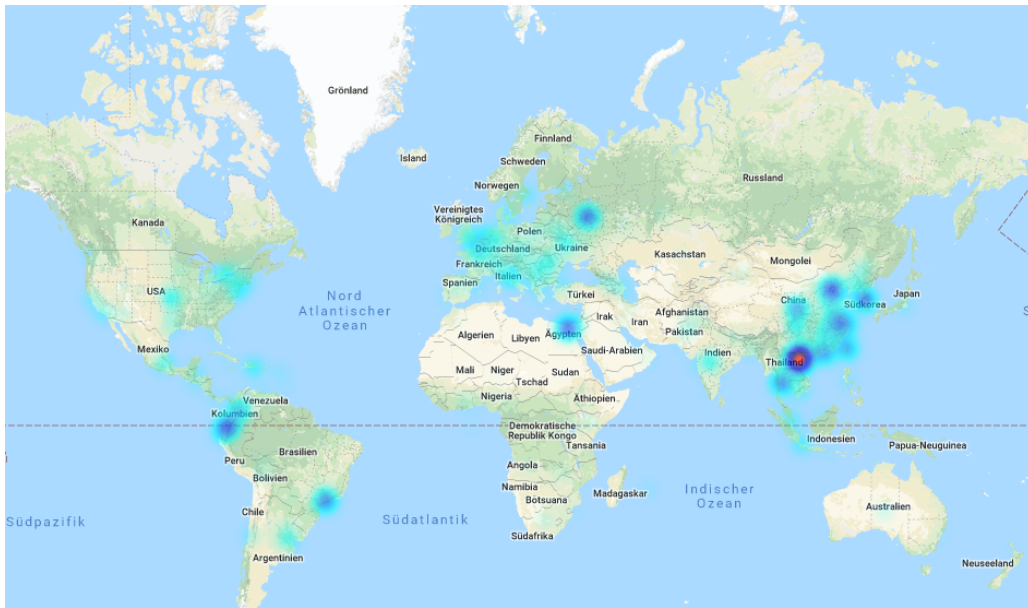 Grönland
Island
Finnland
Schweden
Norwegen
Russland
Kanada
Vereinigtes
Königreich
Polen
Deutschland
Ukraine
Frankreich
Italien
Spanien
Türkei
Kasachstan
Mongolei
USA
Nord
Atlantischer
Ozean
China
Südkorea
Japan
Algerien
Libyen
Ägypten
Irak
Iran
Afghanistan
Pakistan
Mexiko
Saudi-Arabien
Indien
Thailand
Mali
Niger
Tschad
Sudan
Nigeria
Äthiopien
Venezuela
Kolumbien
Demokratische
Republik Kongo
Tansania
Indonesien
Papua-Neuguinea
Peru
Brasilien
Angola
Bolivien
Namibia
Botsuana
Madagaskar
Indischer
Ozean
Australien
Chile
Südpazifik
Südatlantik
Südafrika
Argentinien
Neuseeland
S